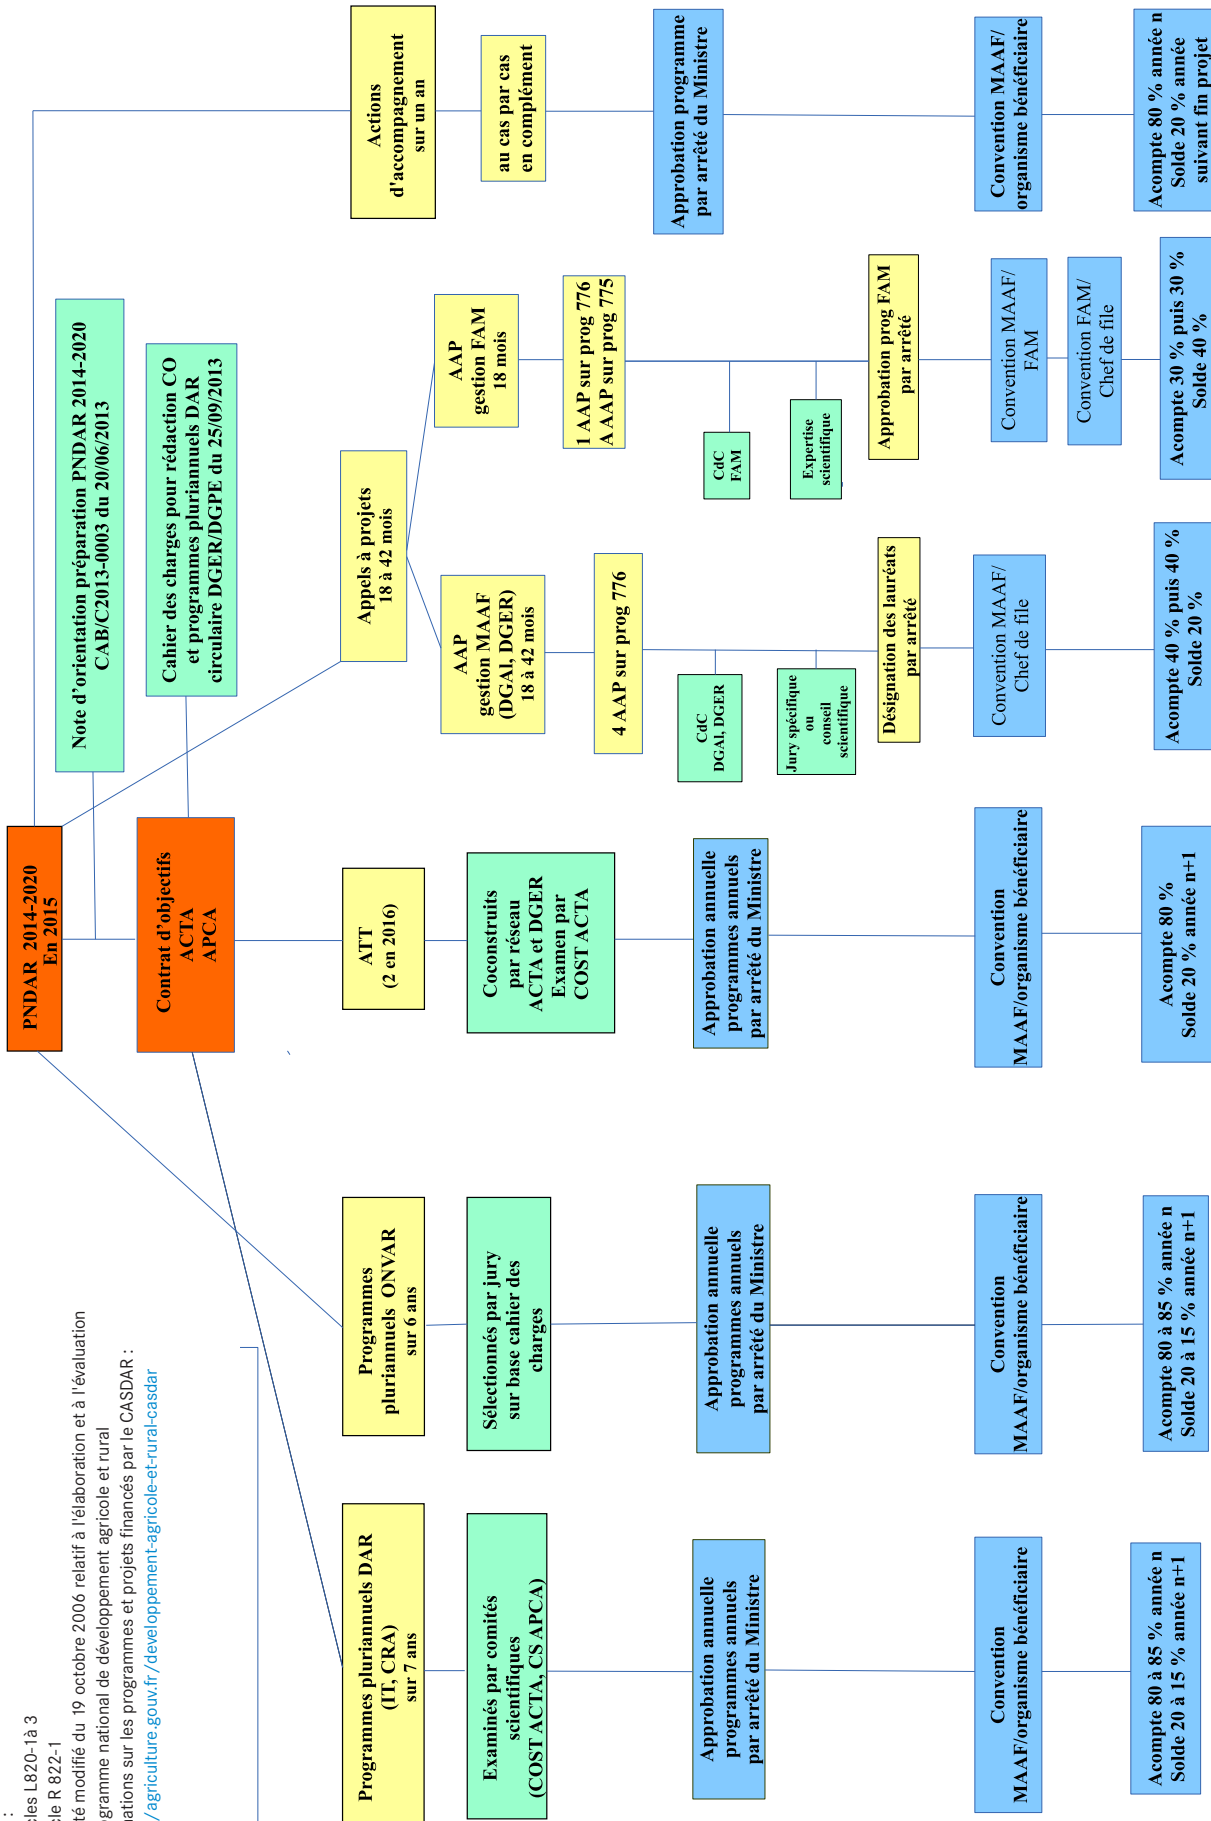 :
cles L820-1à 3
cle R 822-1
té modifié du 19 octobre 2006 relatif à l'élaboration et à l'évaluation
gramme national de développement agricole et rural
nations sur les programmes et projets financés par le CASDAR :
/agriculture.gouv.fr/developpement-agricole-et-rural-casdar
PNDAR 2014-2020
En 2015
Note d'orientation préparation PNDAR 2014-2020
CAB/C2013-0003 du 20/06/2013
Contrat d'objectifs
ACTA
APCA
Cahier des charges pour rédaction CO
et programmes pluriannuels DAR
circulaire DGER/DGPE du 25/09/2013
Programmes pluriannuels DAR
(IT, CRA)
sur 7 ans
Examinés par comités
scientifiques
(COST ACTA, CS APCA)
Approbation annuelle
programmes annuels
par arrêté du Ministre
Convention
MAAF/organisme bénéficiaire
Acompte 80 à 85 % année n
Solde 20 à 15 % année n+1
Programmes
pluriannuels ONVAR
sur 6 ans
Sélectionnés par jury
sur base cahier des
charges
Approbation annuelle
programmes annuels
par arrêté du Ministre
Convention
MAAF/organisme bénéficiaire
Acompte 80 à 85 % année n
Solde 20 à 15 % année n+1
ATT
(2 en 2016)
Coconstruits
par réseau
ACTA et DGER
Examen par
COST ACTA
Approbation annuelle
programmes annuels
par arrêté du Ministre
Convention
MAAF/organisme bénéficiaire
Acompte 80 %
Solde 20 % année n+1
Appels à projets
18 à 42 mois
AAP
gestion MAAF
(DGAl, DGER)
18 à 42 mois
4 AAP sur prog 776
CdC
DGAl, DGER
Jury spécifique
ou
conseil
scientifique
Désignation des lauréats
par arrêté
Convention MAAF/
Chef de file
Acompte 40 % puis 40 %
Solde 20 %
AAP
gestion FAM
18 mois
1 AAP sur prog 776
A AAP sur prog 775
CdC
FAM
Expertise
scientifique
Approbation prog FAM
par arrêté
Convention MAAF/
FAM
Convention FAM/
Chef de file
Acompte 30 % puis 30 %
Solde 40 %
Actions
d'accompagnement
sur un an
au cas par cas
en complément
Approbation programme
par arrêté du Ministre
Convention MAAF/
organisme bénéficiaire
Acompte 80 % année n
Solde 20 % année
suivant fin projet